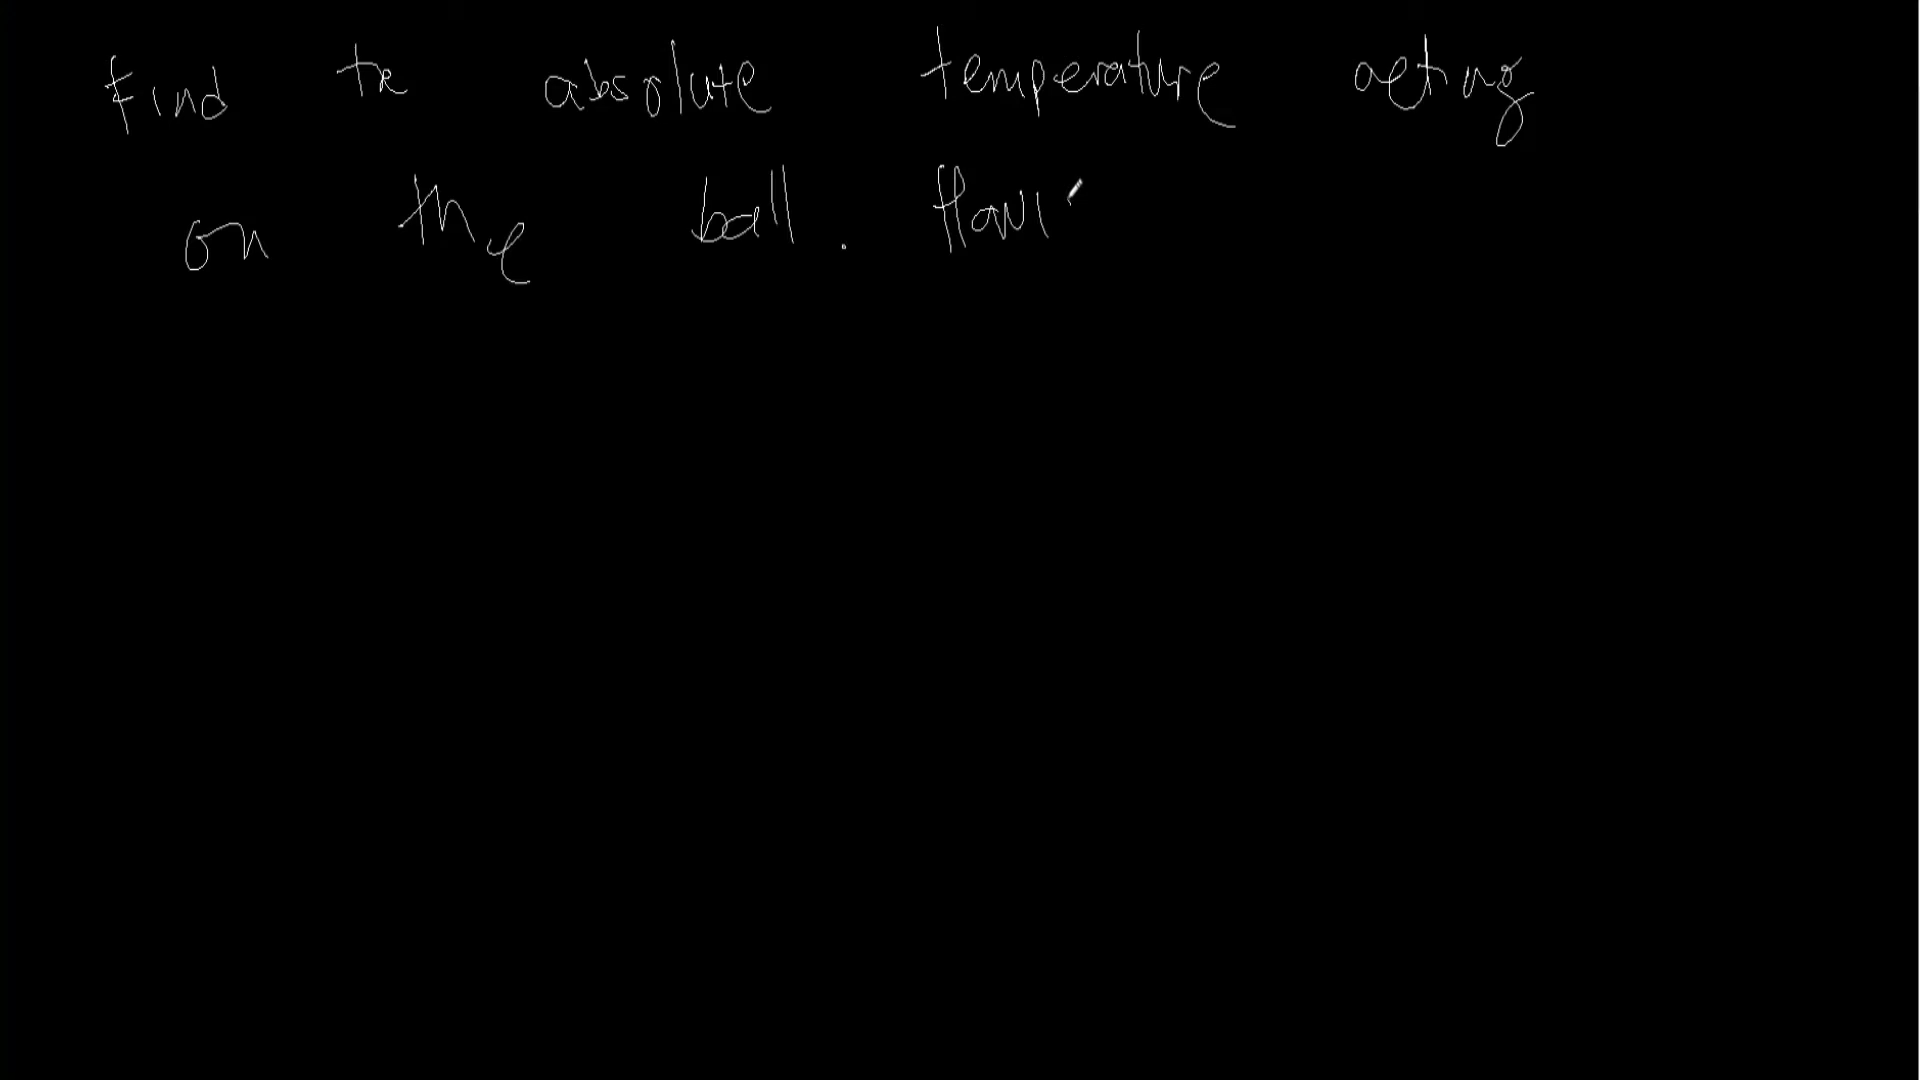 Find the absolute temperature acting
on the ball.